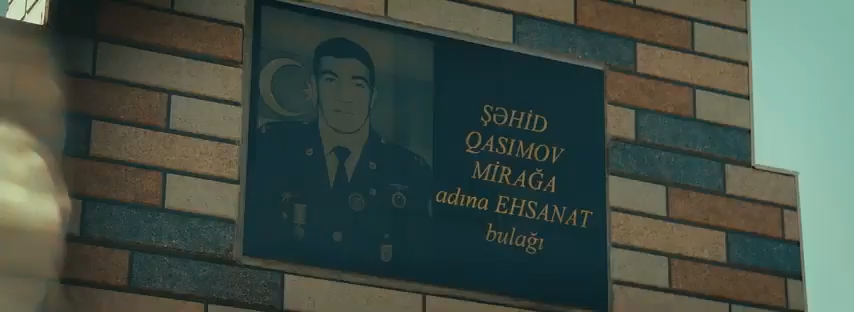 ŞƏHİD
QASIMOV
MİRAĞA
adına EHSANAT
bulağı